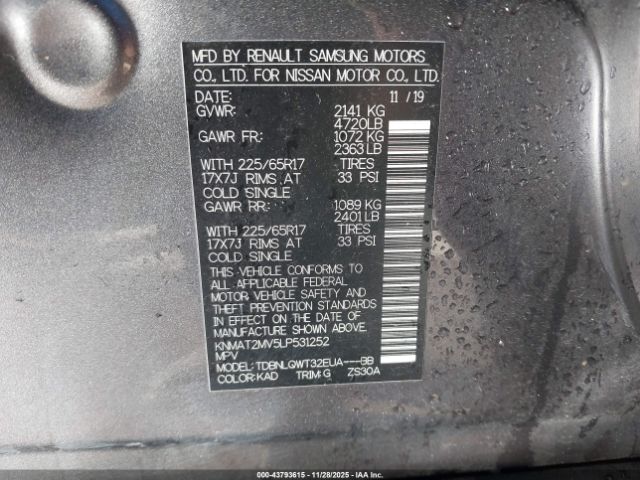 MFD BY RENAULT SAMSUNG MOTORS
CO., LTD. FOR NISSAN MOTOR CO., LTD.
DATE: 11 / 19
GVWR: 2141 KG
4720LB
GAWR FR: 1072 KG
2363 LB
WITH 225/65R17 TIRES
17X7J RIMS AT 33 PSI
COLD SINGLE
GAWR RR: 1089 KG
2401 LB
WITH 225/65R17 TIRES
17X7J RIMS AT 33 PSI
COLD SINGLE
THIS VEHICLE CONFORMS TO
ALL APPLICABLE FEDERAL
MOTOR VEHICLE SAFETY AND
THEFT PREVENTION STANDARDS
IN EFFECT ON THE DATE OF
MANUFACTURE SHOWN ABOVE.
KNMAT2MV5LP531252
MPV
MODEL: TDBNLQWT32EUA----BB
COLOR: KAD TRIM: G ZS30A
000-43793615 - 11/28/2025 - IAAI.COM